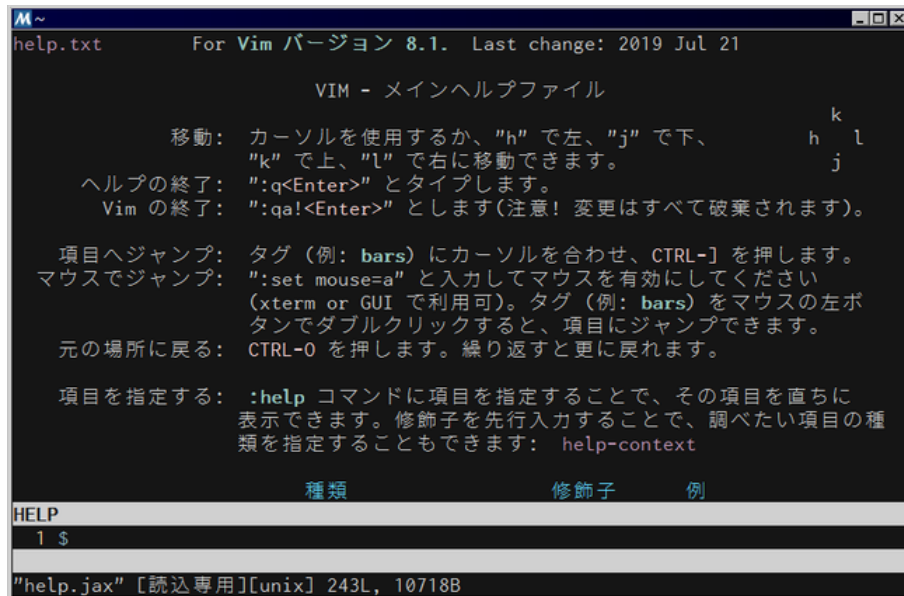 M ~
help.txt For Vim バージョン 8.1. Last change: 2019 Jul 21
VIM - メインヘルプファイル
k
移動: カーソルを使用するか、"h" で左、"j" で下、 h l
"k" で上、"l" で右に移動できます。 j
ヘルプの終了: ":q<Enter>" とタイプします。
Vim の終了: ":qa!<Enter>" とします(注意! 変更はすべて破棄されます)。
項目へジャンプ: タグ (例: bars) にカーソルを合わせ、CTRL-] を押します。
マウスでジャンプ: ":set mouse=a" と入力してマウスを有効にしてください
(xterm or GUI で利用可)。タグ (例: bars) をマウスの左ボ
タンでダブルクリックすると、項目にジャンプできます。
元の場所に戻る: CTRL-O を押します。繰り返すと更に戻れます。
項目を指定する: :help コマンドに項目を指定することで、その項目を直ちに
表示できます。修飾子を先行入力することで、調べたい項目の種
類を指定することもできます: help-context
種類 修飾子 例
HELP
1 $
"help.jax" [読込専用][unix] 243L, 10718B